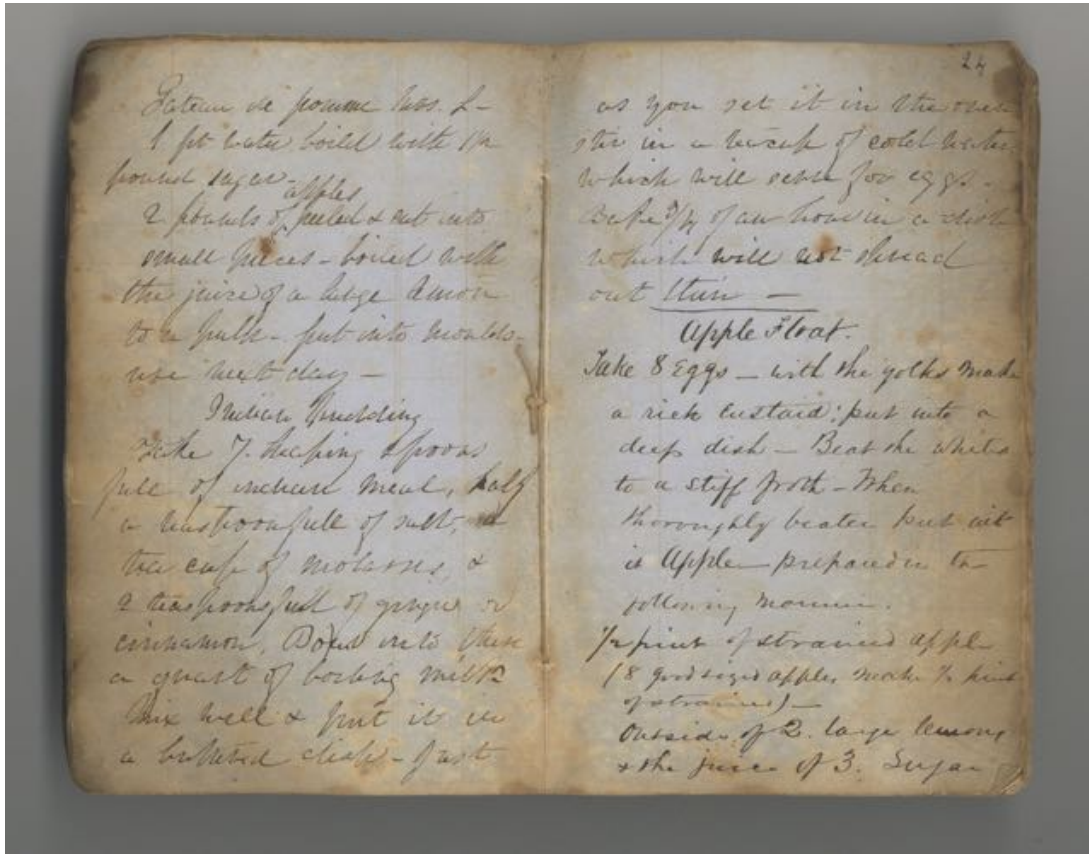 Gateau de pomme Mrs. L-
1 pt water boiled with 1 1/2
pound sugar -
apples
2 pounds of peeled & cut into
small pieces - boiled with
the juice of a large lemon
to a pulp - put into moulds -
use next day -
Indian pudding
Take 7. heaping spoons
full of indian meal, half
a teaspoonfull of salt, a
tea cup of molasses, &
2 teaspoonsfull of ginger or
cinnamon. Pour into these
a quart of boiling milk
Mix well & put it in
a buttered dish - Just
24
as you set it in the oven
stir in a teacup of cold water
which will serve for eggs -
Bake 3/4 of an hour in a dish
which will not spread
out thin -
Apple Float.
Take 8 Eggs - with the yolks make
a rich custard; put into a
deep dish - Beat the whites
to a stiff froth - When
thoroughly beaten put
Apple - prepared in the
following manner.
1/2 pint of strained apple
(8 good sized apples make 1/2 pint
of strained) -
Outside of 2. large lemons
& the juice of 3. Sugar